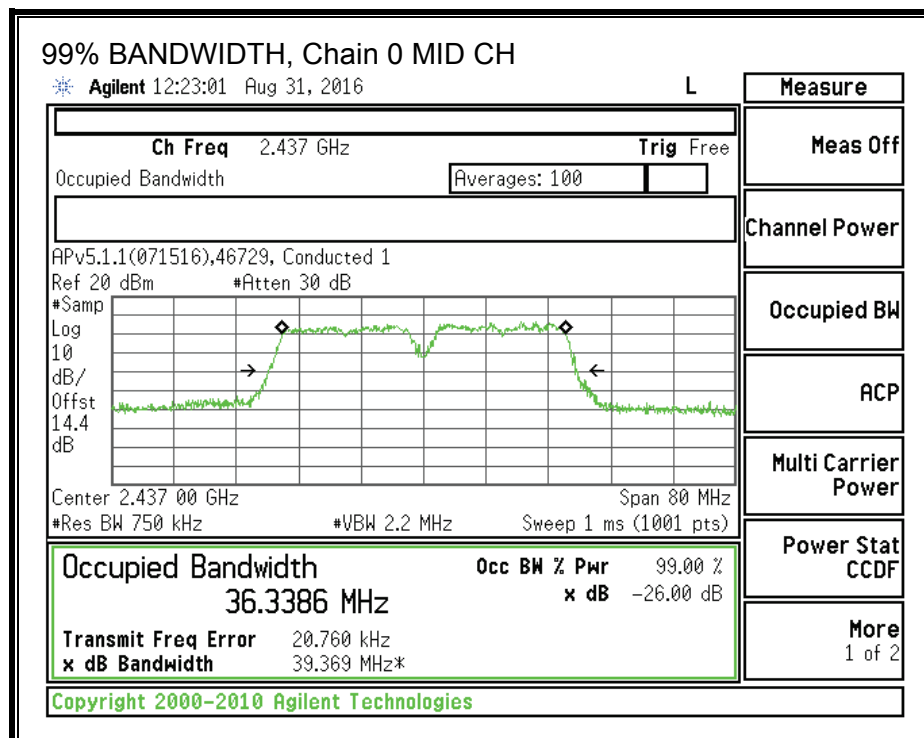 99% BANDWIDTH, Chain 0 MID CH
Agilent 12:23:01 Aug 31, 2016 L
Measure
Ch Freq 2.437 GHz Trig Free
Meas Off
Occupied Bandwidth Averages: 100
Channel Power
APv5.1.1(071516),46729, Conducted 1
Ref 20 dBm #Atten 30 dB
#Samp
Log
10
dB/
Offst
14.4
dB
Occupied BW
ACP
Multi Carrier
Power
Center 2.437 00 GHz Span 80 MHz
#Res BW 750 kHz #VBW 2.2 MHz Sweep 1 ms (1001 pts)
Power Stat
CCDF
Occupied Bandwidth Occ BW % Pwr 99.00 %
36.3386 MHz x dB -26.00 dB
Transmit Freq Error 20.760 kHz
x dB Bandwidth 39.369 MHz*
More
1 of 2
Copyright 2000-2010 Agilent Technologies